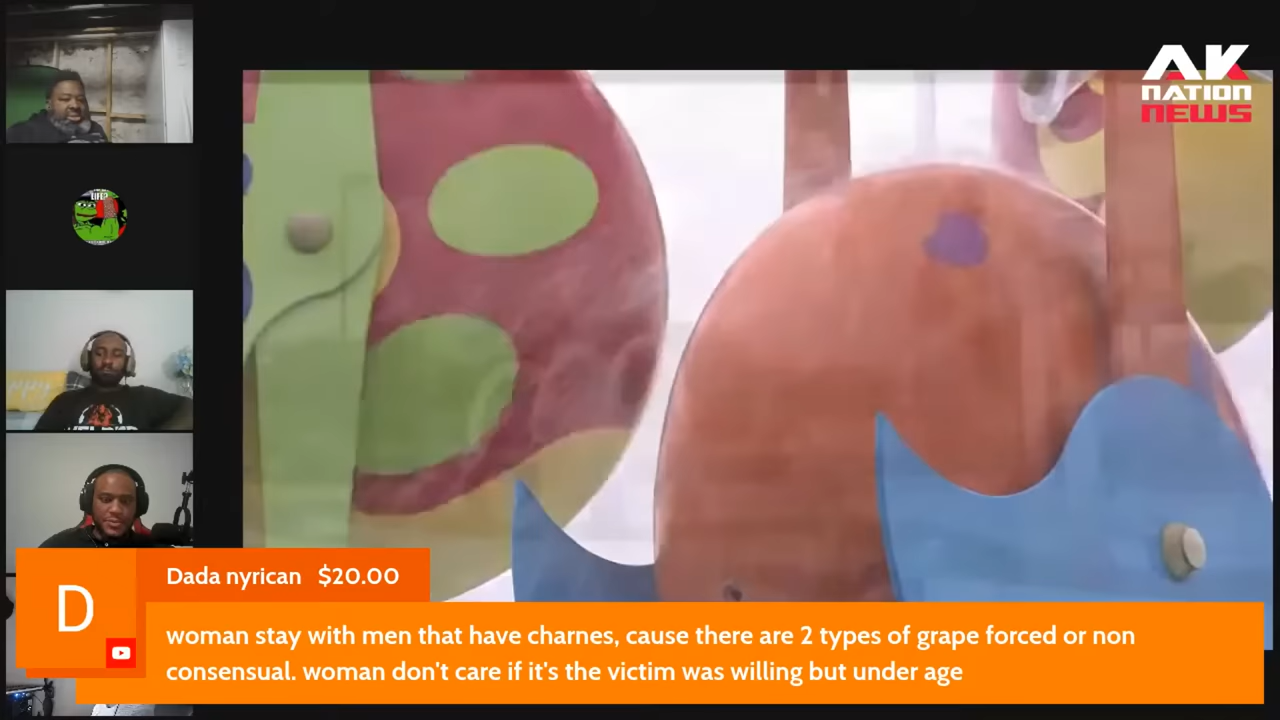 AK
NATION
NEWS
LIFE?
D
Dada nyrican $20.00
woman stay with men that have charnes, cause there are 2 types of grape forced or non
consensual. woman don't care if it's the victim was willing but under age